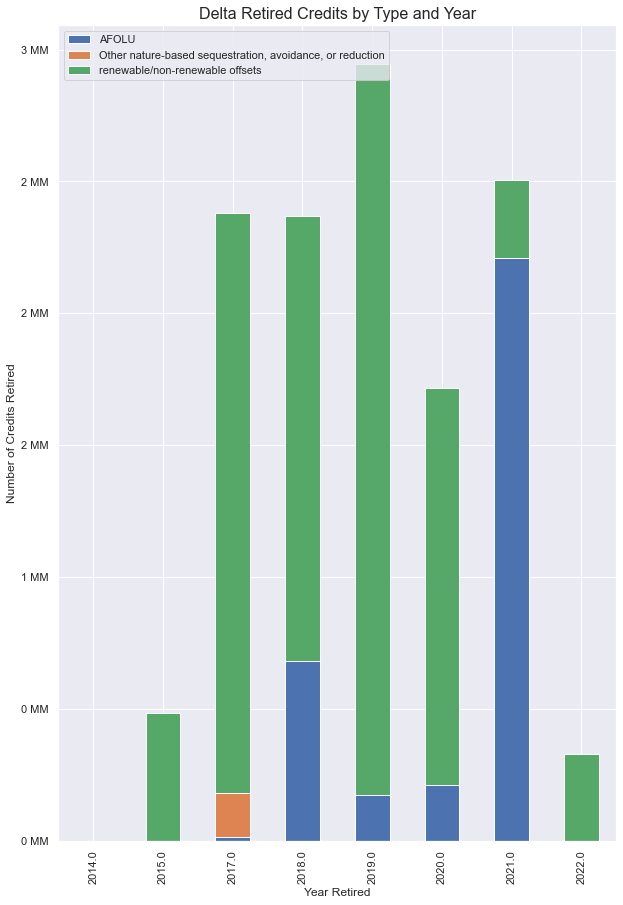 Delta Retired Credits by Type and Year
AFOLU
Other nature-based sequestration, avoidance, or reduction
renewable/non-renewable offsets
3 MM
2 MM
2 MM
2 MM
1 MM
0 MM
0 MM
Number of Credits Retired
2014.0
2015.0
2017.0
2018.0
2019.0
2020.0
2021.0
2022.0
Year Retired